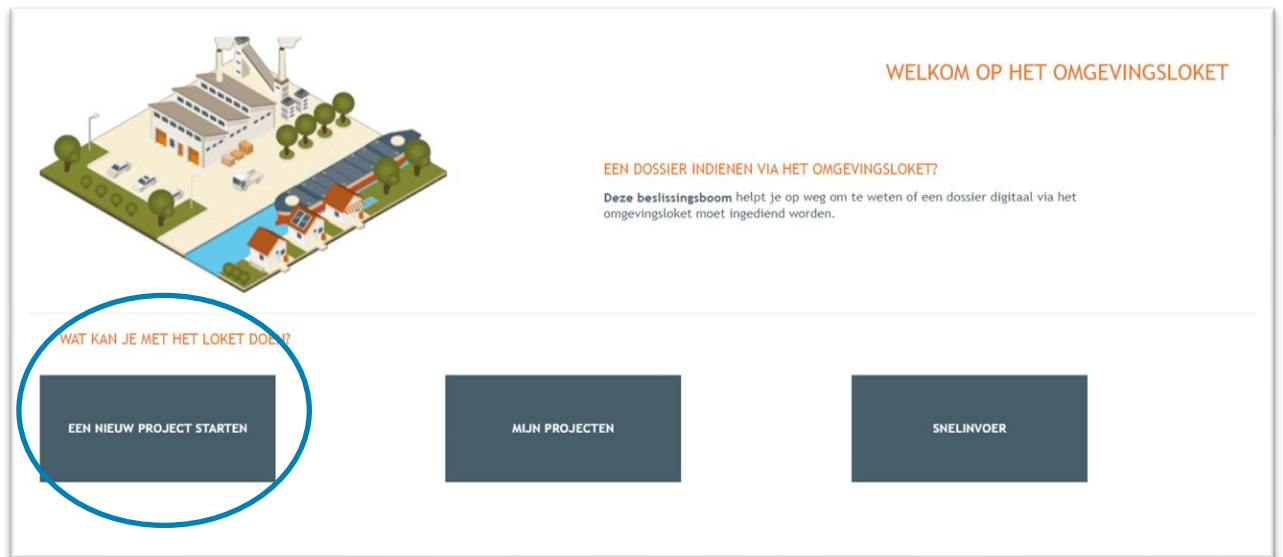 WELKOM OP HET OMGEVINGSLOKET
EEN DOSSIER INDIENEN VIA HET OMGEVINGSLOKET?
Deze beslissingsboom helpt je op weg om te weten of een dossier digitaal via het
omgevingsloket moet ingediend worden.
WAT KAN JE MET HET LOKET DOEN?
EEN NIEUW PROJECT STARTEN
MIJN PROJECTEN
SNELINVOER